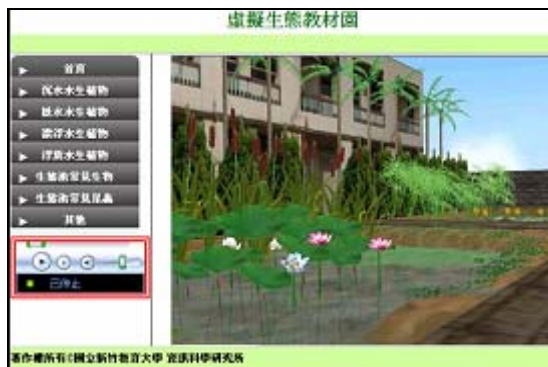 虛擬生態教材園
首頁
沉水水生植物
挺水水生植物
漂浮水生植物
浮葉水生植物
生態池常見生物
生態池常見昆蟲
其他
已停止
著作權所有©國立新竹教育大學 資訊科學研究所